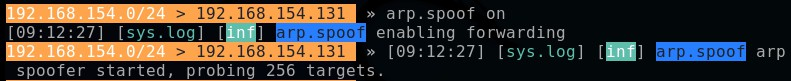 192.168.154.0/24 > 192.168.154.131  » arp.spoof on
[09:12:27] [sys.log] [inf] arp.spoof enabling forwarding
192.168.154.0/24 > 192.168.154.131  » [09:12:27] [sys.log] [inf] arp.spoof arp
 spoofer started, probing 256 targets.